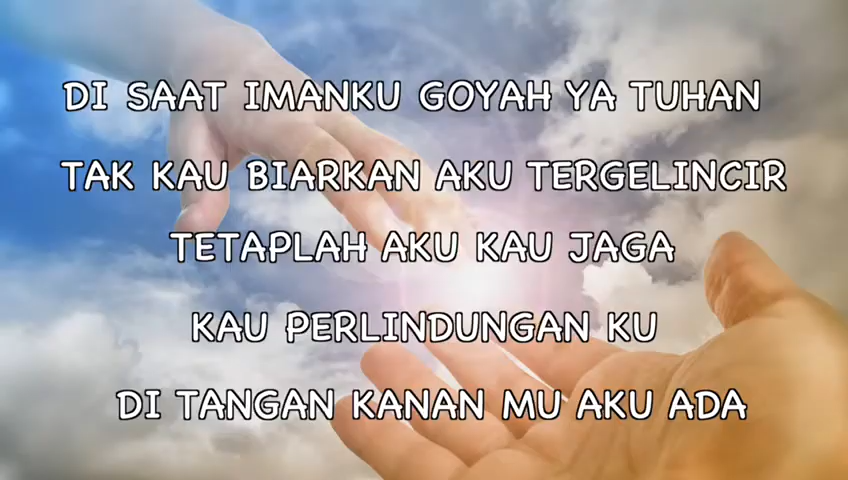 DI SAAT IMANKU GOYAH YA TUHAN
TAK KAU BIARKAN AKU TERGELINCIR
TETAPLAH AKU KAU JAGA
KAU PERLINDUNGAN KU
DI TANGAN KANAN MU AKU ADA